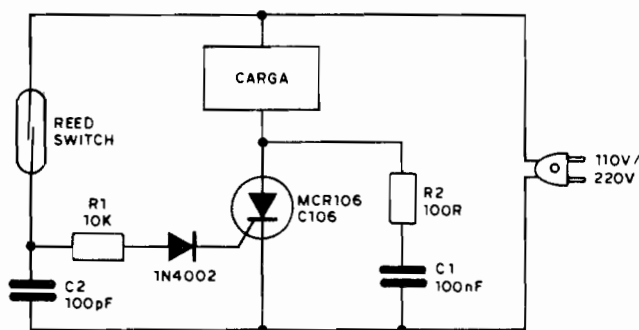 CARGA
REED
SWITCH
110V/
220V
MCR106
C106
R1
10K
R2
100R
1N4002
C2
100pF
C1
100nF